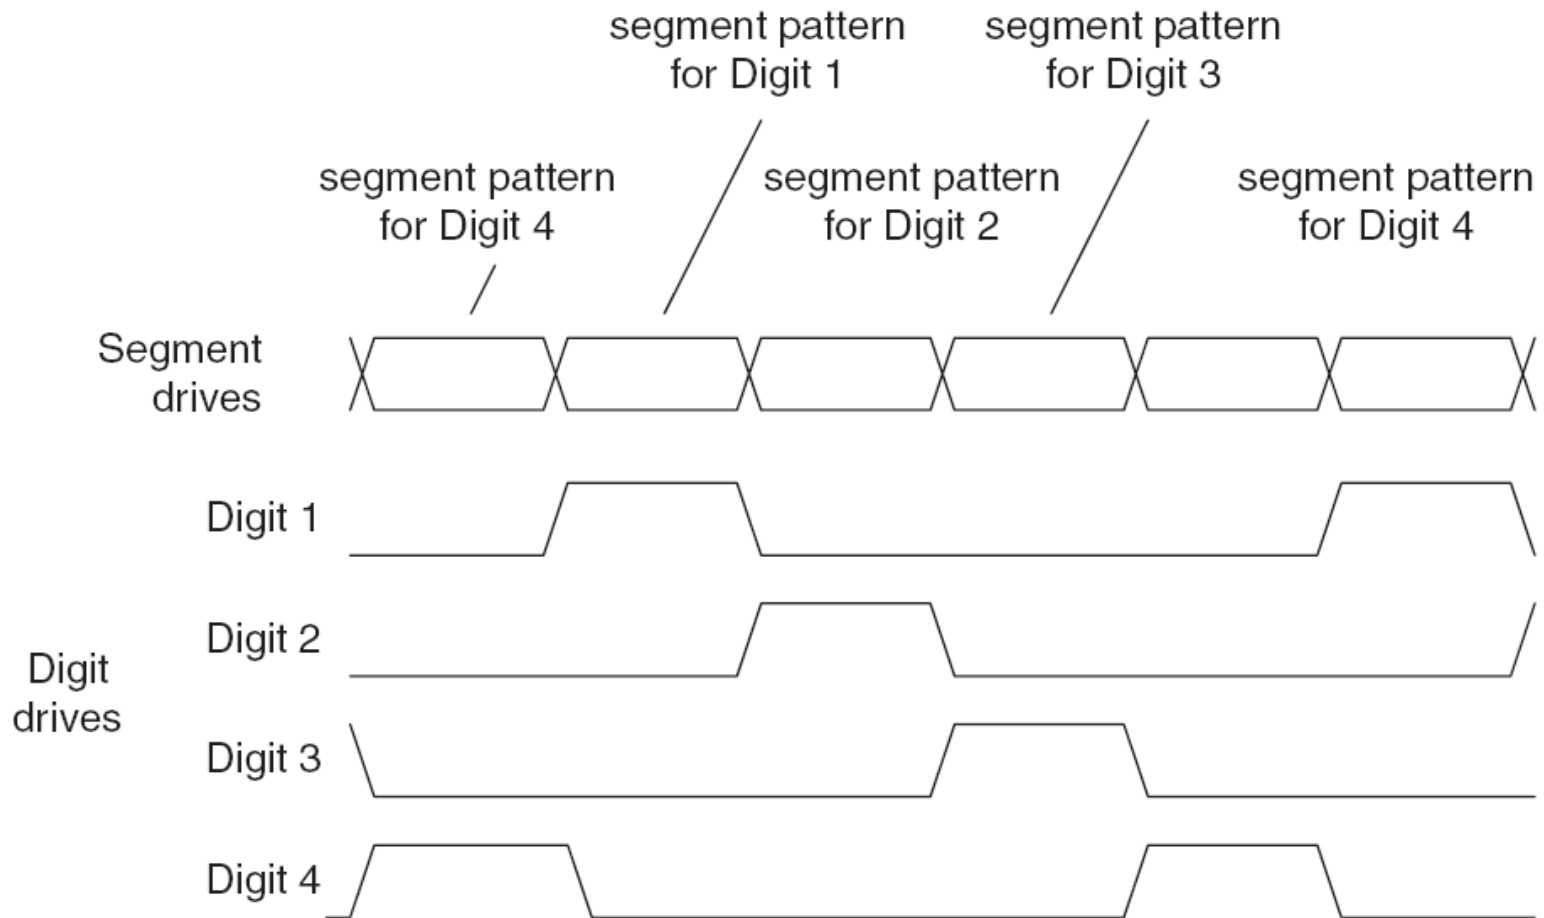 segment pattern
for Digit 1
segment pattern
for Digit 3
segment pattern
for Digit 4
segment pattern
for Digit 2
segment pattern
for Digit 4
Segment
drives
Digit 1
Digit 2
Digit
drives
Digit 3
Digit 4